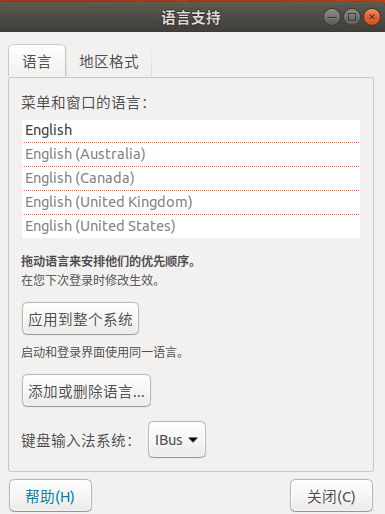 语言支持
语言 地区格式
菜单和窗口的语言：
English
English (Australia)
English (Canada)
English (United Kingdom)
English (United States)
拖动语言来安排他们的优先顺序。
在您下次登录时修改生效。
应用到整个系统
启动和登录界面使用同一语言。
添加或删除语言...
键盘输入法系统： IBus
帮助(H) 关闭(C)